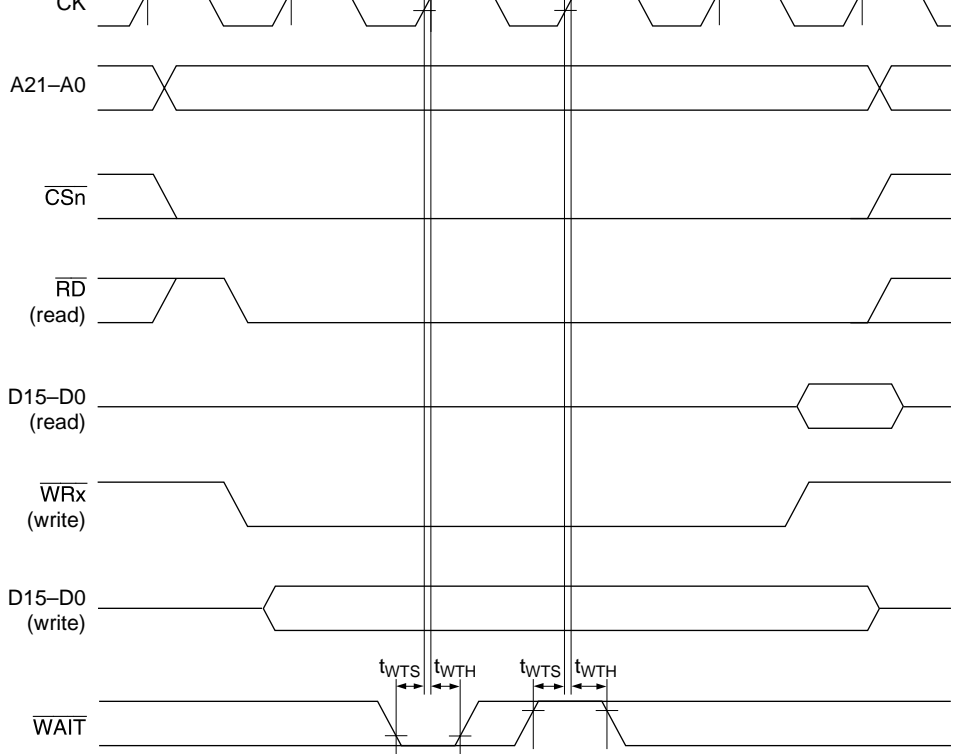 CK
A21–A0
CSn
RD
(read)
D15–D0
(read)
WRx
(write)
D15–D0
(write)
tWTS tWTH tWTS tWTH
WAIT